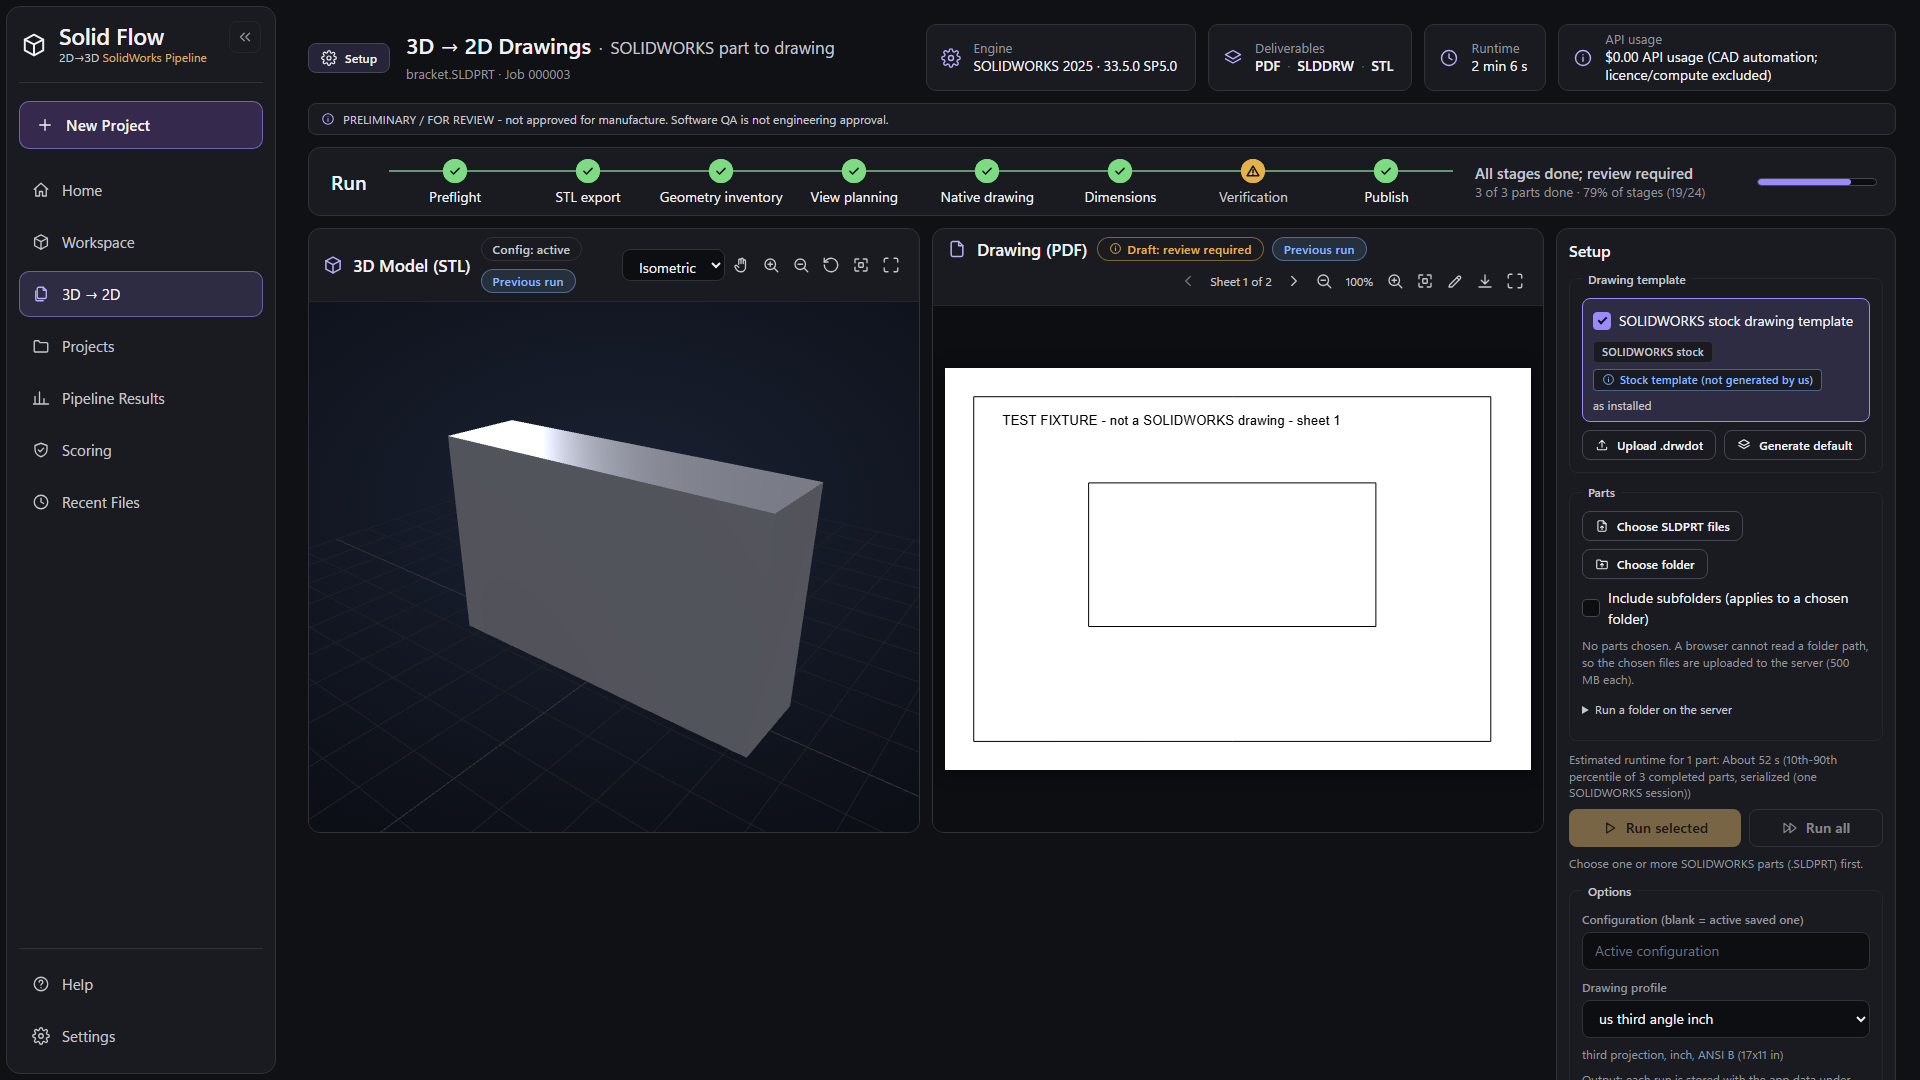 Solid Flow
2D→3D SolidWorks Pipeline
New Project
Home
Workspace
3D → 2D
Projects
Pipeline Results
Scoring
Recent Files
Help
Settings
Setup
3D → 2D Drawings · SOLIDWORKS part to drawing
bracket.SLDPRT · Job 000003
Engine
SOLIDWORKS 2025 · 33.5.0 SP5.0
Deliverables
PDF · SLDDRW · STL
Runtime
2 min 6 s
API usage
$0.00 API usage (CAD automation;
licence/compute excluded)
PRELIMINARY / FOR REVIEW - not approved for manufacture. Software QA is not engineering approval.
Run
Preflight
STL export
Geometry inventory
View planning
Native drawing
Dimensions
Verification
Publish
All stages done; review required
3 of 3 parts done · 79% of stages (19/24)
3D Model (STL)
Config: active
Previous run
Isometric
Drawing (PDF)
Draft: review required
Previous run
Sheet 1 of 2
100%
TEST FIXTURE - not a SOLIDWORKS drawing - sheet 1
Setup
Drawing template
SOLIDWORKS stock drawing template
SOLIDWORKS stock
Stock template (not generated by us)
as installed
Upload .drwdot
Generate default
Parts
Choose SLDPRT files
Choose folder
Include subfolders (applies to a chosen
folder)
No parts chosen. A browser cannot read a folder path,
so the chosen files are uploaded to the server (500
MB each).
Run a folder on the server
Estimated runtime for 1 part: About 52 s (10th-90th
percentile of 3 completed parts, serialized (one
SOLIDWORKS session))
Run selected
Run all
Choose one or more SOLIDWORKS parts (.SLDPRT) first.
Options
Configuration (blank = active saved one)
Active configuration
Drawing profile
us third angle inch
third projection, inch, ANSI B (17x11 in)
Output: each run is stored with the app data under